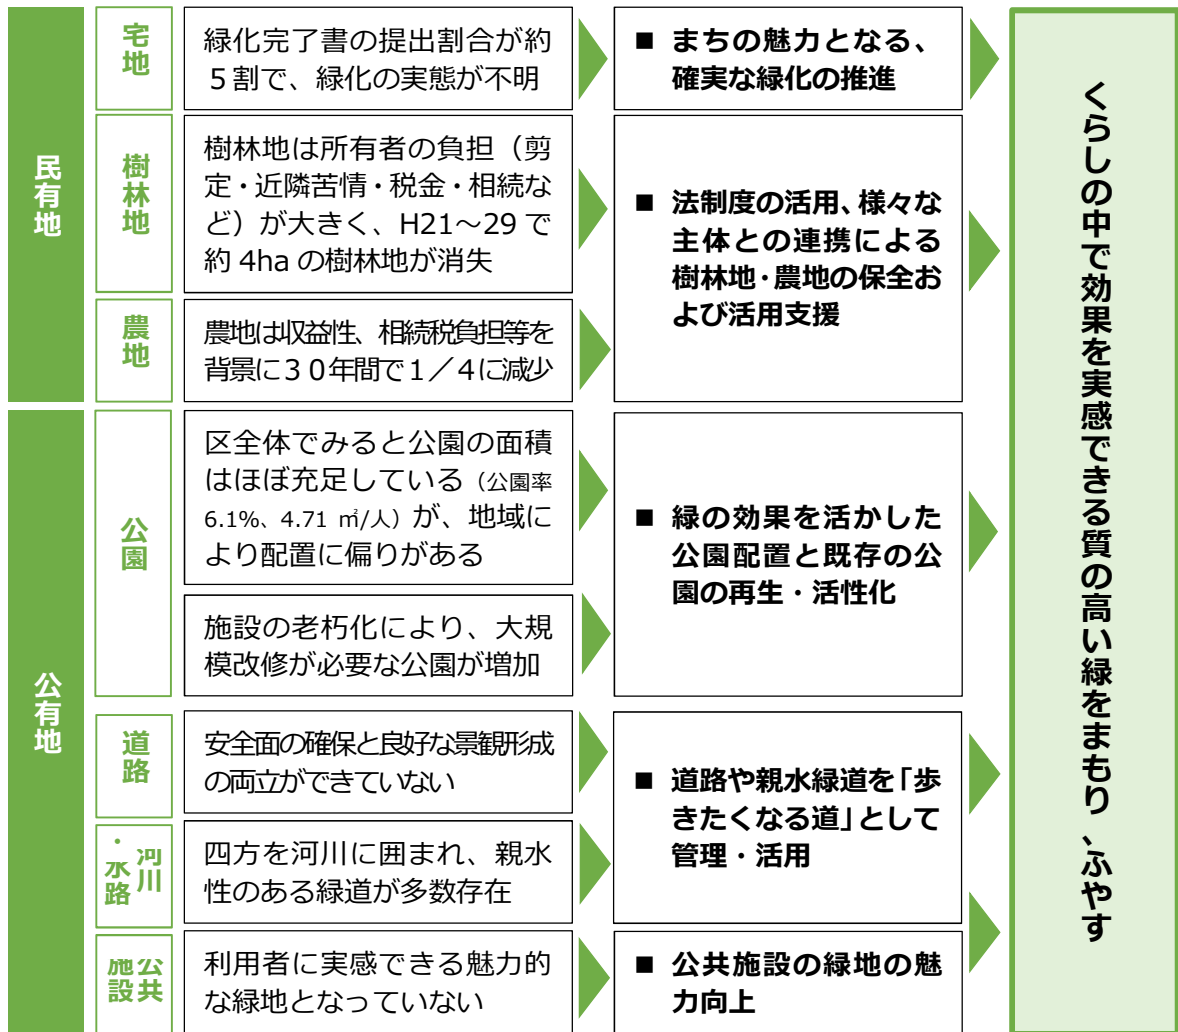 民有地
宅地
緑化完了書の提出割合が約
５割で、緑化の実態が不明
■ まちの魅力となる、
確実な緑化の推進
樹林地
樹林地は所有者の負担（剪
定・近隣苦情・税金・相続な
ど）が大きく、H21～29 で
約 4ha の樹林地が消失
農地
農地は収益性、相続税負担等を
背景に３０年間で１／４に減少
■ 法制度の活用、様々な
主体との連携による
樹林地・農地の保全お
よび活用支援
公有地
公園
区全体でみると公園の面積
はほぼ充足している（公園率
6.1%、4.71 ㎡/人）が、地域に
より配置に偏りがある
施設の老朽化により、大規
模改修が必要な公園が増加
■ 緑の効果を活かした
公園配置と既存の公
園の再生・活性化
道路
安全面の確保と良好な景観形成
の両立ができていない
河川
・水路
四方を河川に囲まれ、親水
性のある緑道が多数存在
■ 道路や親水緑道を「歩
きたくなる道」として
管理・活用
公共
施設
利用者に実感できる魅力的
な緑地となっていない
■ 公共施設の緑地の魅
力向上
くらしの中で効果を実感できる質の高い緑をまもり、ふやす